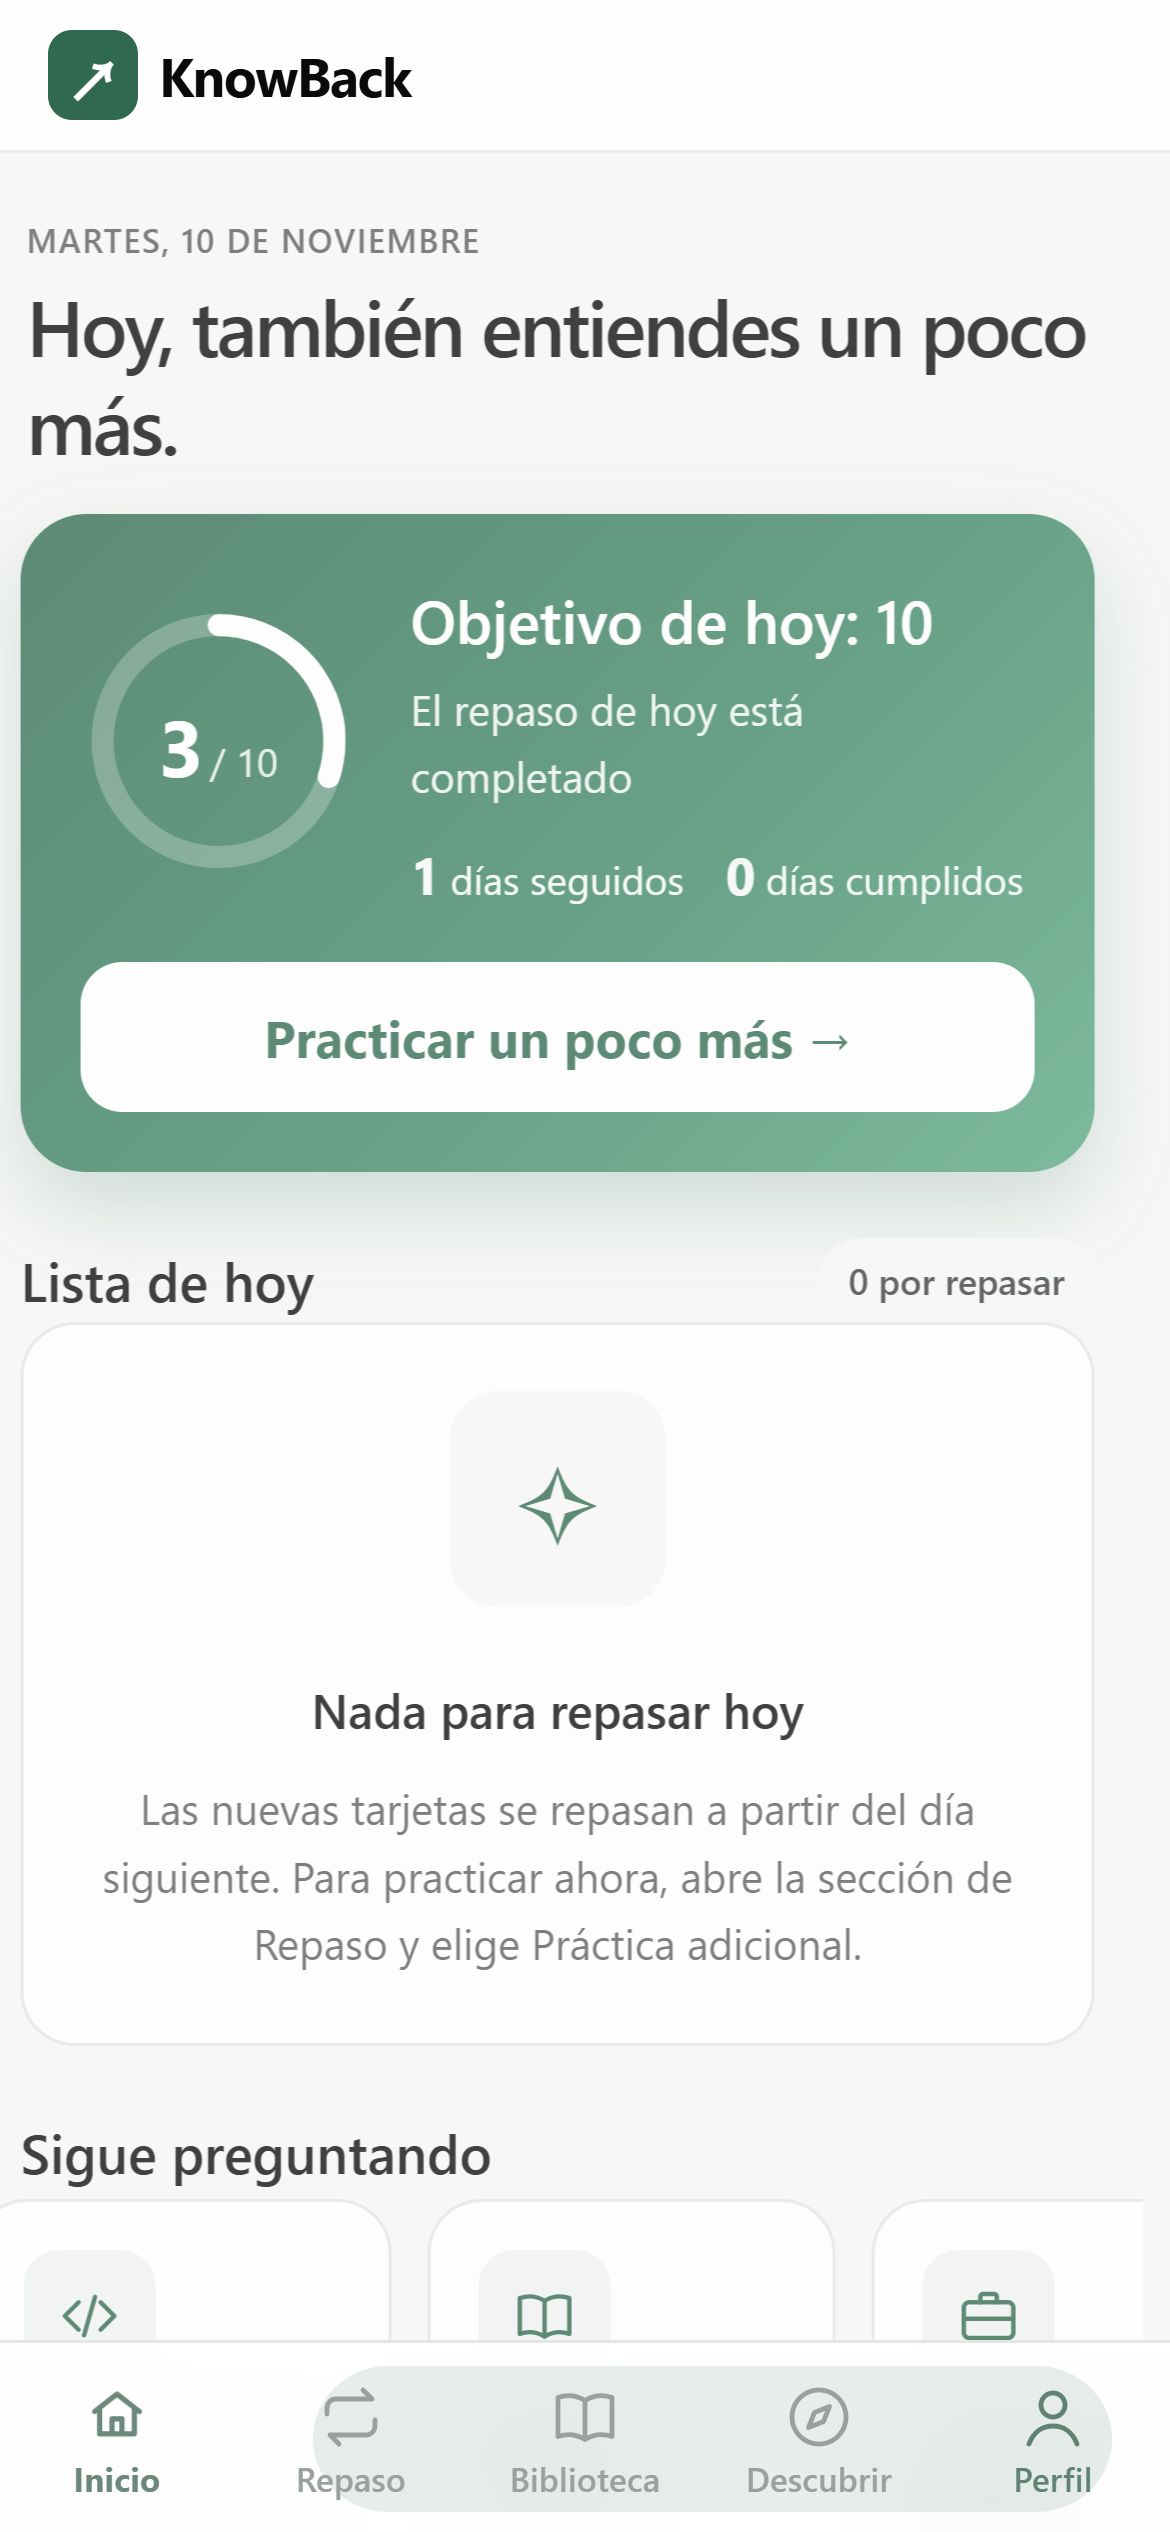 KnowBack
MARTES, 10 DE NOVIEMBRE
Hoy, también entiendes un poco
más.
3 / 10
Objetivo de hoy: 10
El repaso de hoy está
completado
1 días seguidos 0 días cumplidos
Practicar un poco más →
Lista de hoy
0 por repasar
Nada para repasar hoy
Las nuevas tarjetas se repasan a partir del día
siguiente. Para practicar ahora, abre la sección de
Repaso y elige Práctica adicional.
Sigue preguntando
Inicio
Repaso
Biblioteca
Descubrir
Perfil